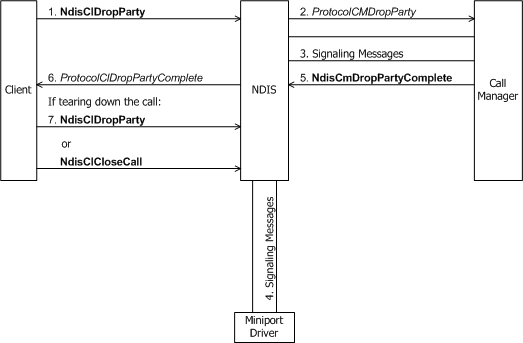 1. NdisClDropParty
2. ProtocolCMDropParty
3. Signaling Messages
6. ProtocolClDropPartyComplete
5. NdisCmDropPartyComplete
Client
NDIS
Call
Manager
If tearing down the call:
7. NdisClDropParty
or
NdisClCloseCall
4. Signaling Messages
Miniport
Driver